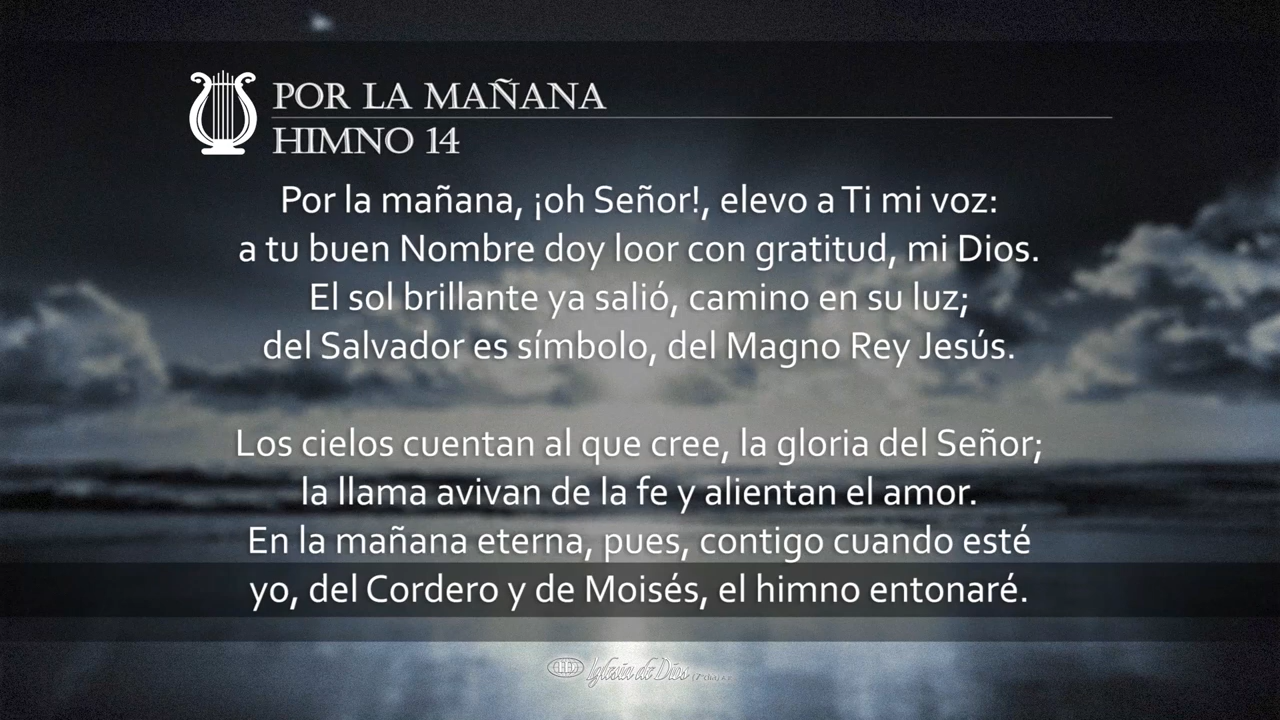 POR LA MAÑANA
HIMNO 14
Por la mañana, ¡oh Señor!, elevo a Ti mi voz:
a tu buen Nombre doy loor con gratitud, mi Dios.
El sol brillante ya salió, camino en su luz;
del Salvador es símbolo, del Magno Rey Jesús.
Los cielos cuentan al que cree, la gloria del Señor;
la llama avivan de la fe y alientan el amor.
En la mañana eterna, pues, contigo cuando esté
yo, del Cordero y de Moisés, el himno entonaré.
Iglesia de Dios